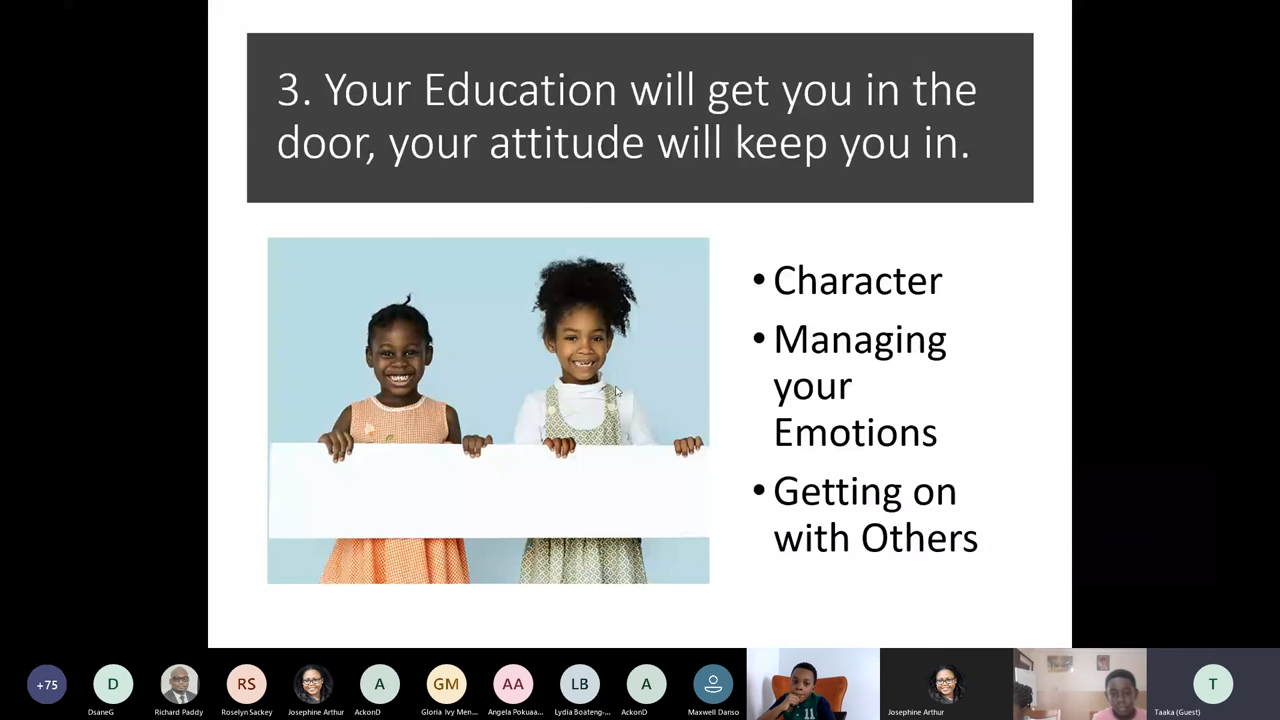 3. Your Education will get you in the
door, your attitude will keep you in.
• Character
• Managing
your
Emotions
• Getting on
with Others
+75
D
RS
A
GM
AA
LB
A
T
DsaneG
Richard Paddy
Roselyn Sackey
Josephine Arthur
AckonD
Gloria Ivy Men...
Angela Pokuaa...
Lydia Boateng-...
AckonD
Maxwell Danso
11
Josephine Arthur
Taaka (Guest)